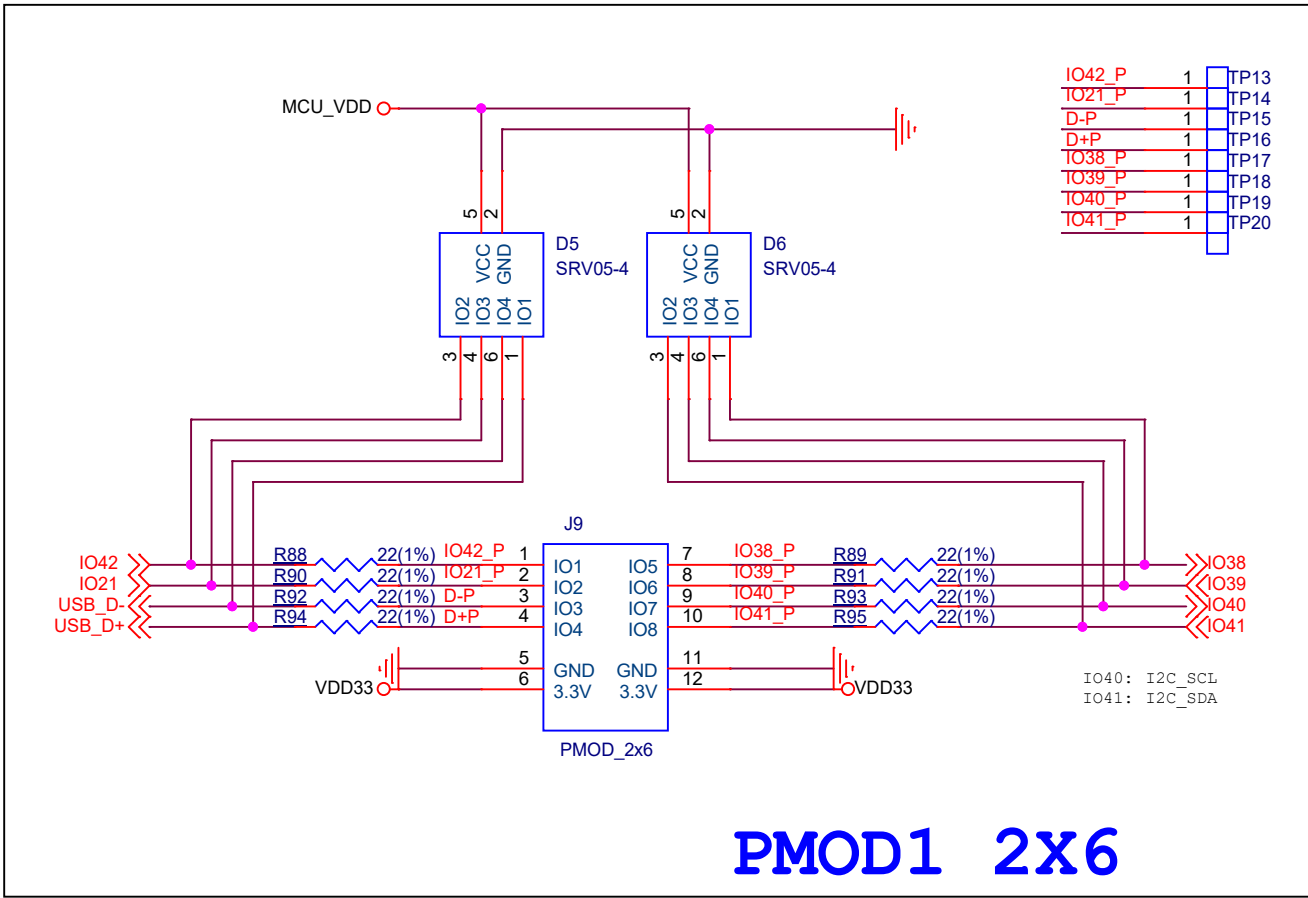 MCU_VDD
IO42_P 1 TP13
IO21_P 1 TP14
D-P 1 TP15
D+P 1 TP16
IO38_P 1 TP17
IO39_P 1 TP18
IO40_P 1 TP19
IO41_P 1 TP20
5 2
VCC GND
IO2 IO3 IO4 IO1
3 4 6 1
D5
SRV05-4
5 2
VCC GND
IO2 IO3 IO4 IO1
3 4 6 1
D6
SRV05-4
J9
IO42 R88 22(1%) IO42_P 1 IO1 IO5 7 IO38_P R89 22(1%) IO38
IO21 R90 22(1%) IO21_P 2 IO2 IO6 8 IO39_P R91 22(1%) IO39
USB_D- R92 22(1%) D-P 3 IO3 IO7 9 IO40_P R93 22(1%) IO40
USB_D+ R94 22(1%) D+P 4 IO4 IO8 10 IO41_P R95 22(1%) IO41
5 GND GND 11
VDD33 6 3.3V 3.3V 12 VDD33
PMOD_2x6
IO40: I2C_SCL
IO41: I2C_SDA
PMOD1 2X6